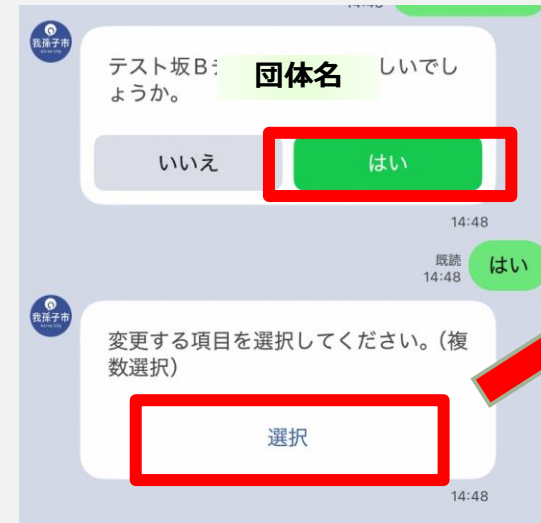 我孫子市
テスト坂B
団体名
しいでし
ょうか。
いいえ
はい
14:48
既読
14:48
はい
我孫子市
変更する項目を選択してください。(複
数選択)
選択
14:48